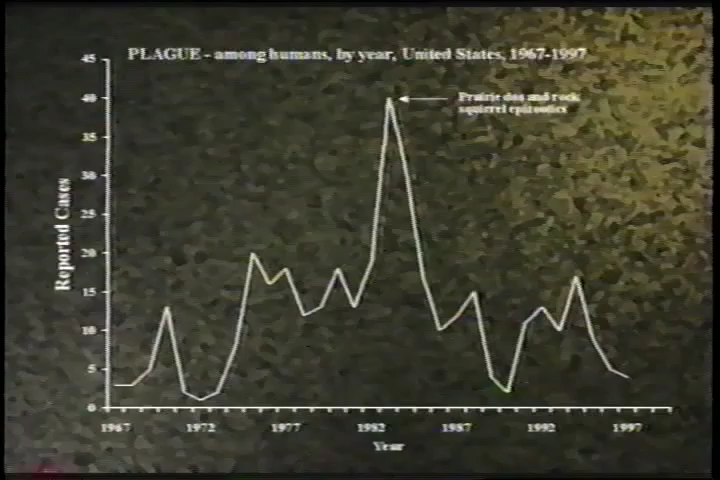 PLAGUE - among humans, by year, United States, 1967-1997
45
40
35
30
25
20
15
10
5
0
Reported Cases
Prairie dog and rock
squirrel epizootics
1967 1972 1977 1982 1987 1992 1997
Year